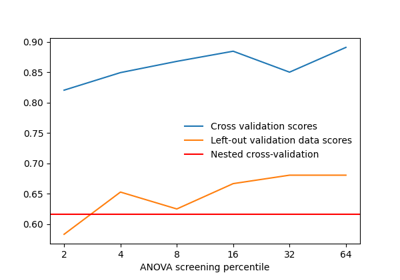 0.90
0.85
0.80
0.75
0.70
0.65
0.60
Cross validation scores
Left-out validation data scores
Nested cross-validation
2 4 8 16 32 64
ANOVA screening percentile